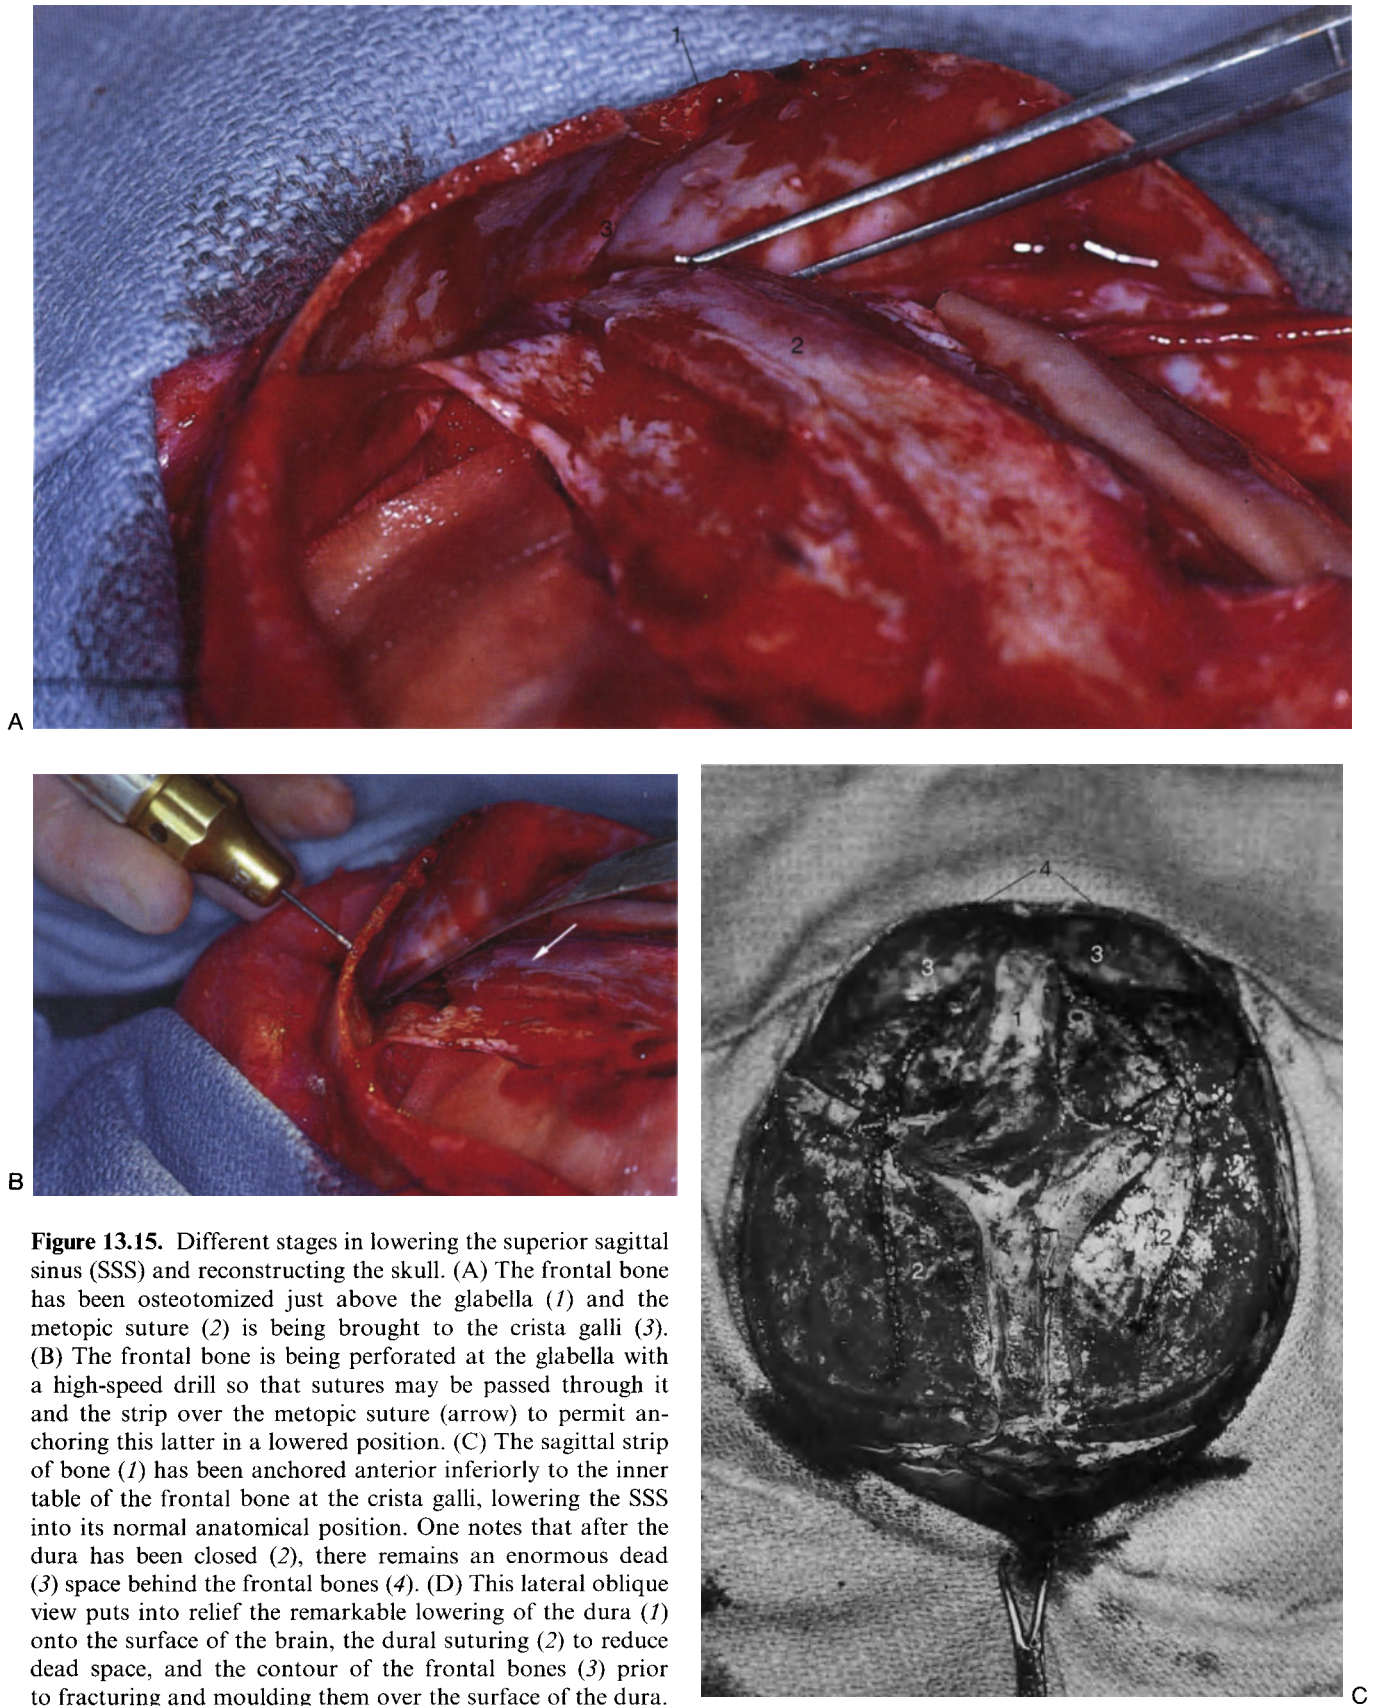 1
3
2
A
B
4
3
3
1
2
2
C
Figure 13.15. Different stages in lowering the superior sagittal
sinus (SSS) and reconstructing the skull. (A) The frontal bone
has been osteotomized just above the glabella (1) and the
metopic suture (2) is being brought to the crista galli (3).
(B) The frontal bone is being perforated at the glabella with
a high-speed drill so that sutures may be passed through it
and the strip over the metopic suture (arrow) to permit an-
choring this latter in a lowered position. (C) The sagittal strip
of bone (1) has been anchored anterior inferiorly to the inner
table of the frontal bone at the crista galli, lowering the SSS
into its normal anatomical position. One notes that after the
dura has been closed (2), there remains an enormous dead
(3) space behind the frontal bones (4). (D) This lateral oblique
view puts into relief the remarkable lowering of the dura (1)
onto the surface of the brain, the dural suturing (2) to reduce
dead space, and the contour of the frontal bones (3) prior
to fracturing and moulding them over the surface of the dura.